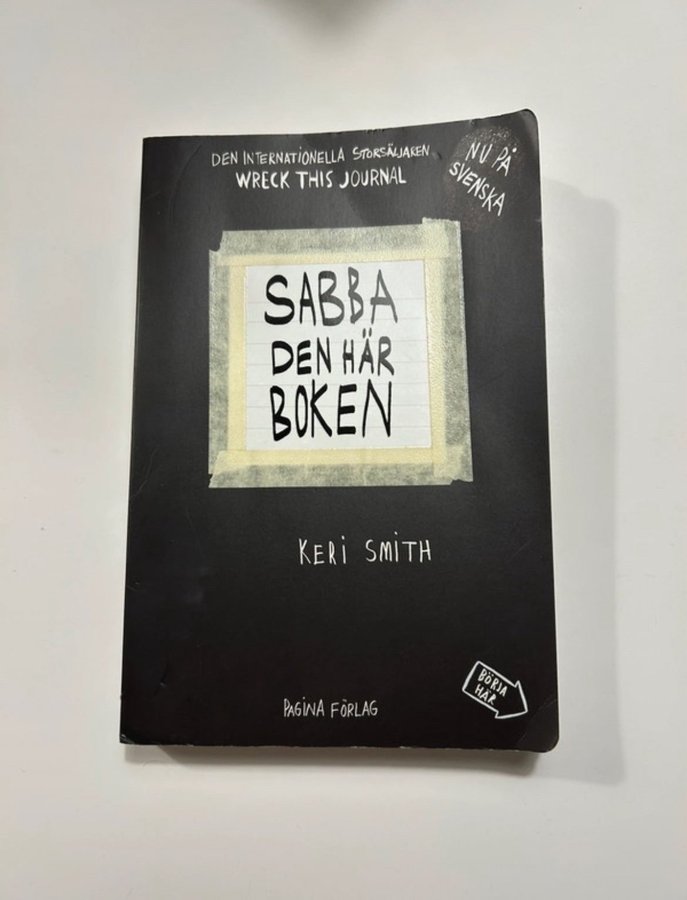 DEN INTERNATIONELLA STORSÄLJAREN
WRECK THIS JOURNAL
NU PÅ
SVENSKA
SABBA
DEN HÄR
BOKEN
KERI SMITH
BÖRJA
HÄR
PAGINA FÖRLAG